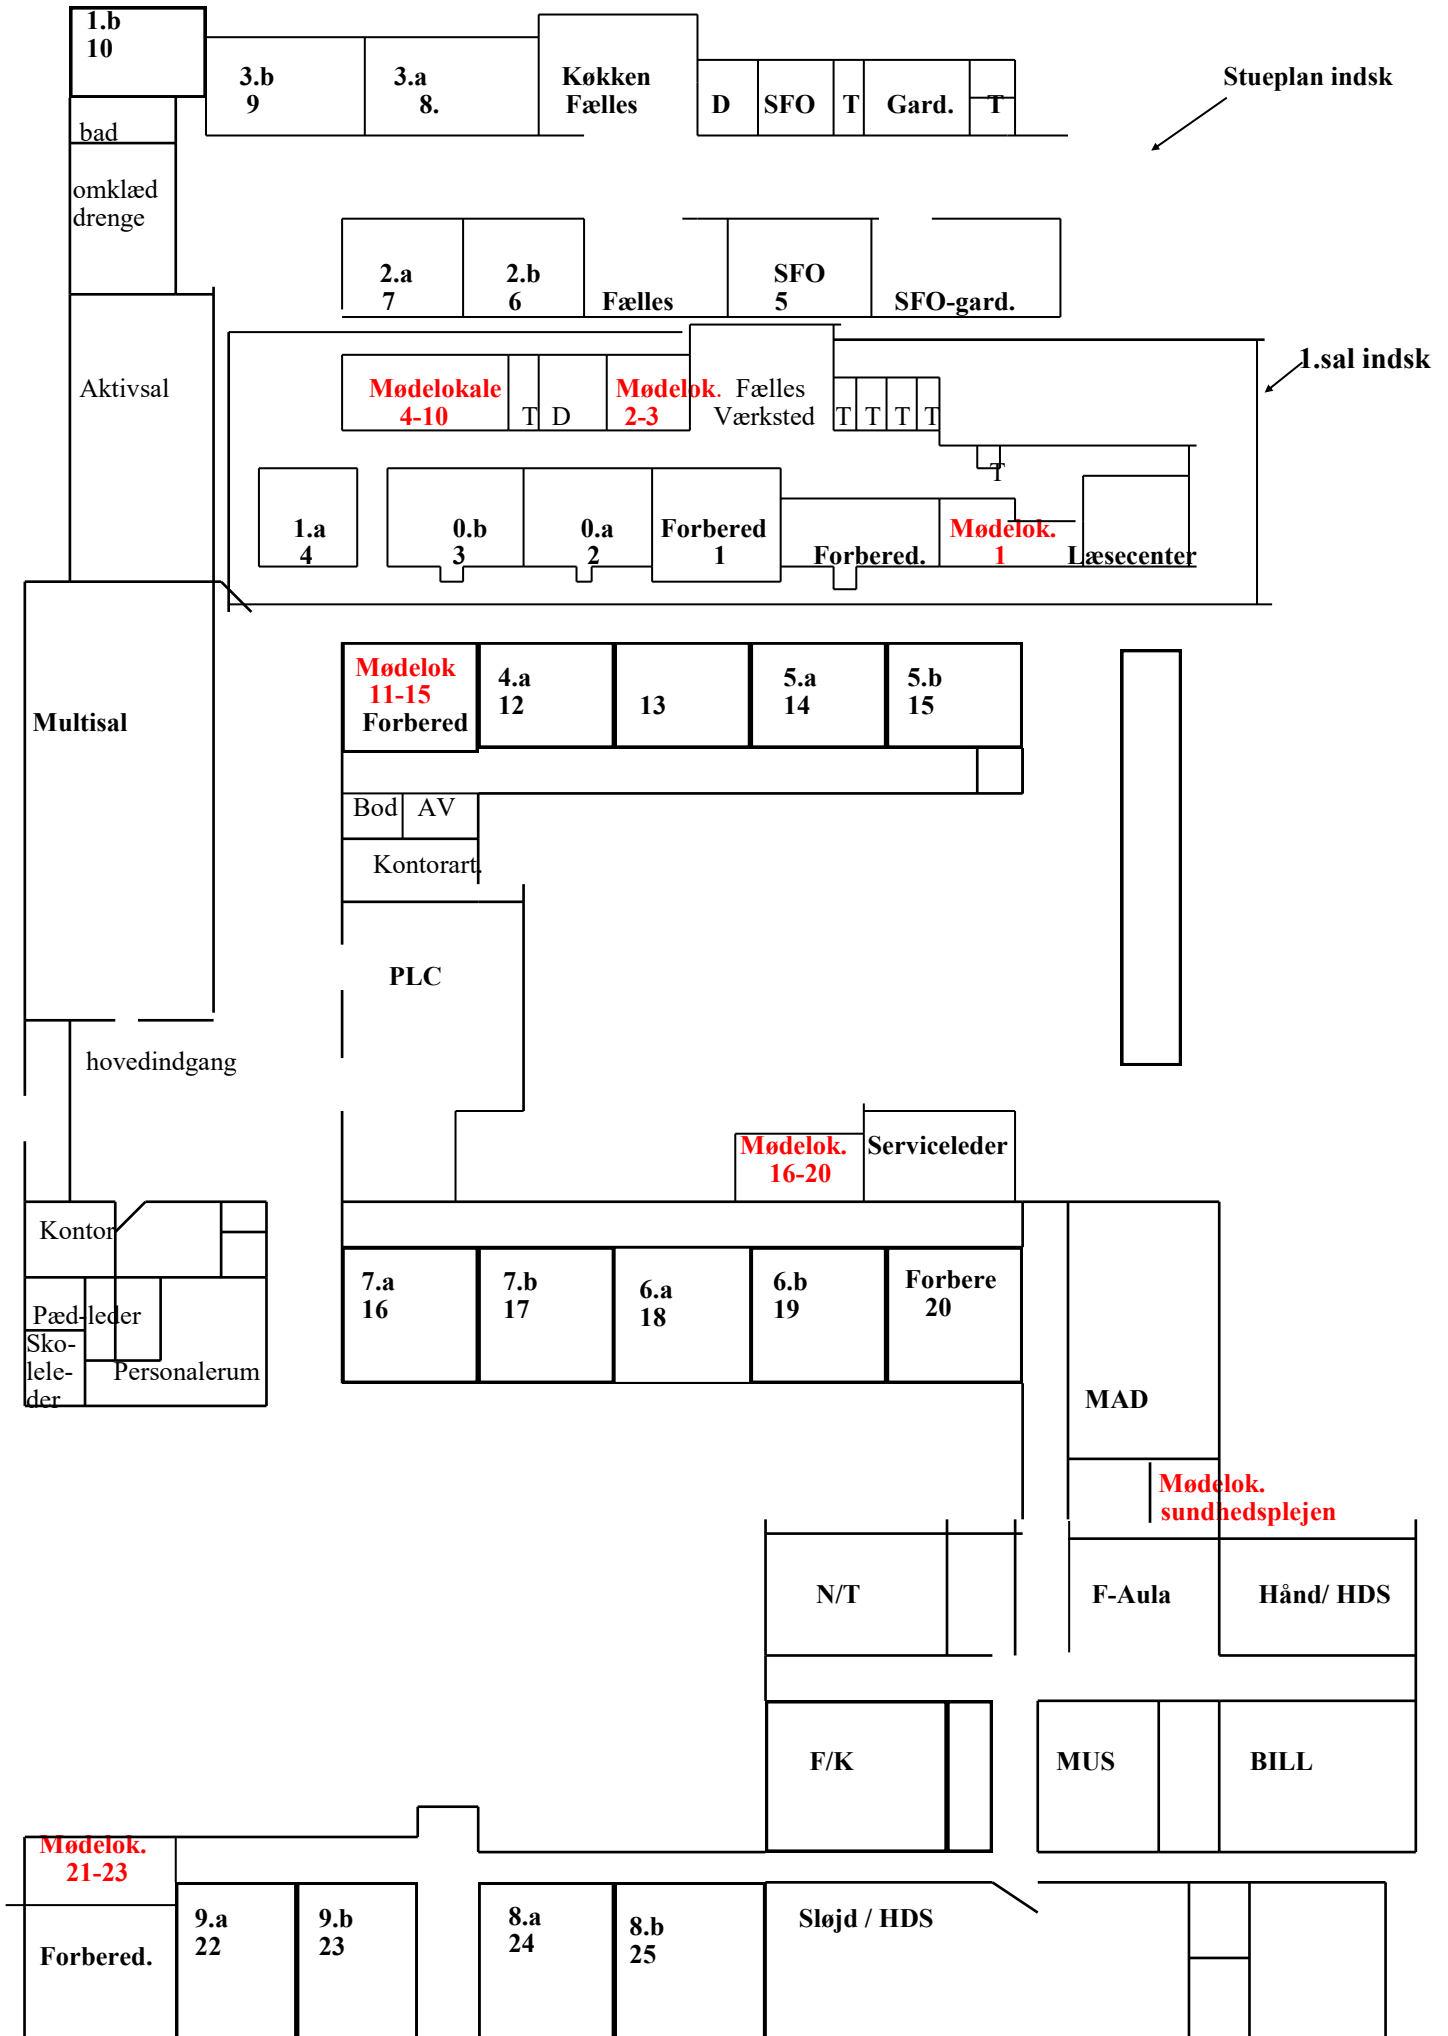 1.b
10
3.b
9
3.a
8.
Køkken
Fælles
D
SFO
T
Gard.
T
Stueplan indsk
bad
omklæd
drenge
2.a
7
2.b
6
Fælles
SFO
5
SFO-gard.
1.sal indsk
Aktivsal
Mødelokale
4-10
T
D
Mødelok.
2-3
Fælles
Værksted
T
T
T
T
T
1.a
4
0.b
3
0.a
2
Forbered
1
Forbered.
Mødelok.
1
Læsecenter
Multisal
Mødelok
11-15
Forbered
4.a
12
13
5.a
14
5.b
15
Bod
AV
Kontorart.
PLC
hovedindgang
Mødelok.
16-20
Serviceleder
Kontor
7.a
16
7.b
17
6.a
18
6.b
19
Forbere
20
Pæd-leder
Sko-
lele-
der
Personalerum
MAD
Mødelok.
sundhedsplejen
N/T
F-Aula
Hånd/ HDS
F/K
MUS
BILL
Mødelok.
21-23
Forbered.
9.a
22
9.b
23
8.a
24
8.b
25
Sløjd / HDS